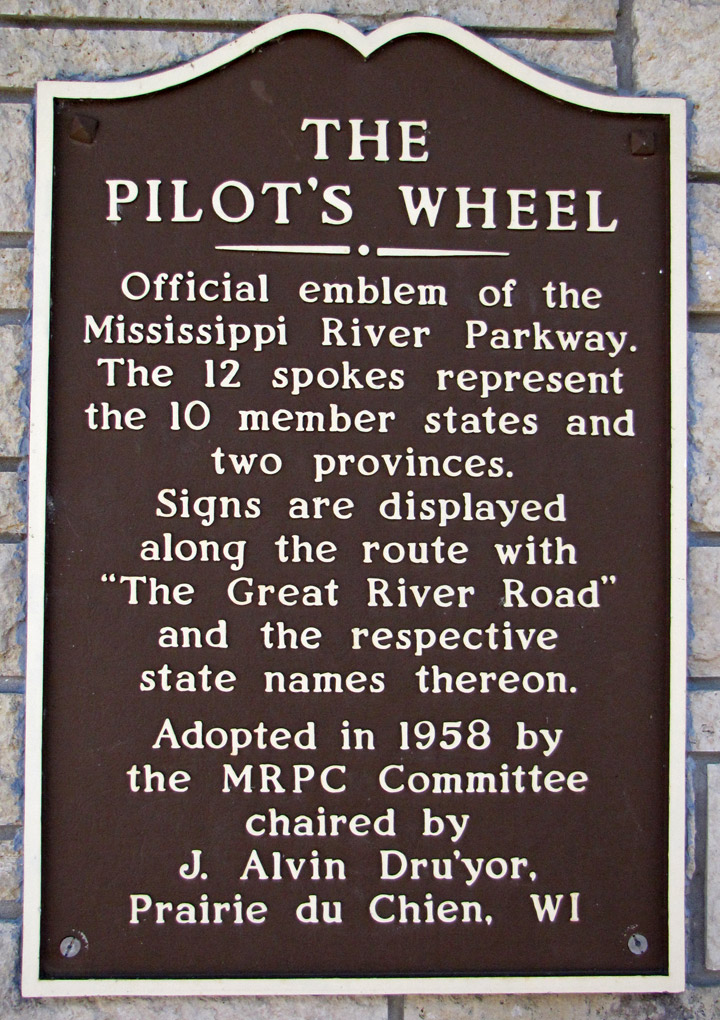 THE
PILOT'S WHEEL
Official emblem of the
Mississippi River Parkway.
The 12 spokes represent
the 10 member states and
two provinces.
Signs are displayed
along the route with
“The Great River Road”
and the respective
state names thereon.
Adopted in 1958 by
the MRPC Committee
chaired by
J. Alvin Dru'yor,
Prairie du Chien, WI